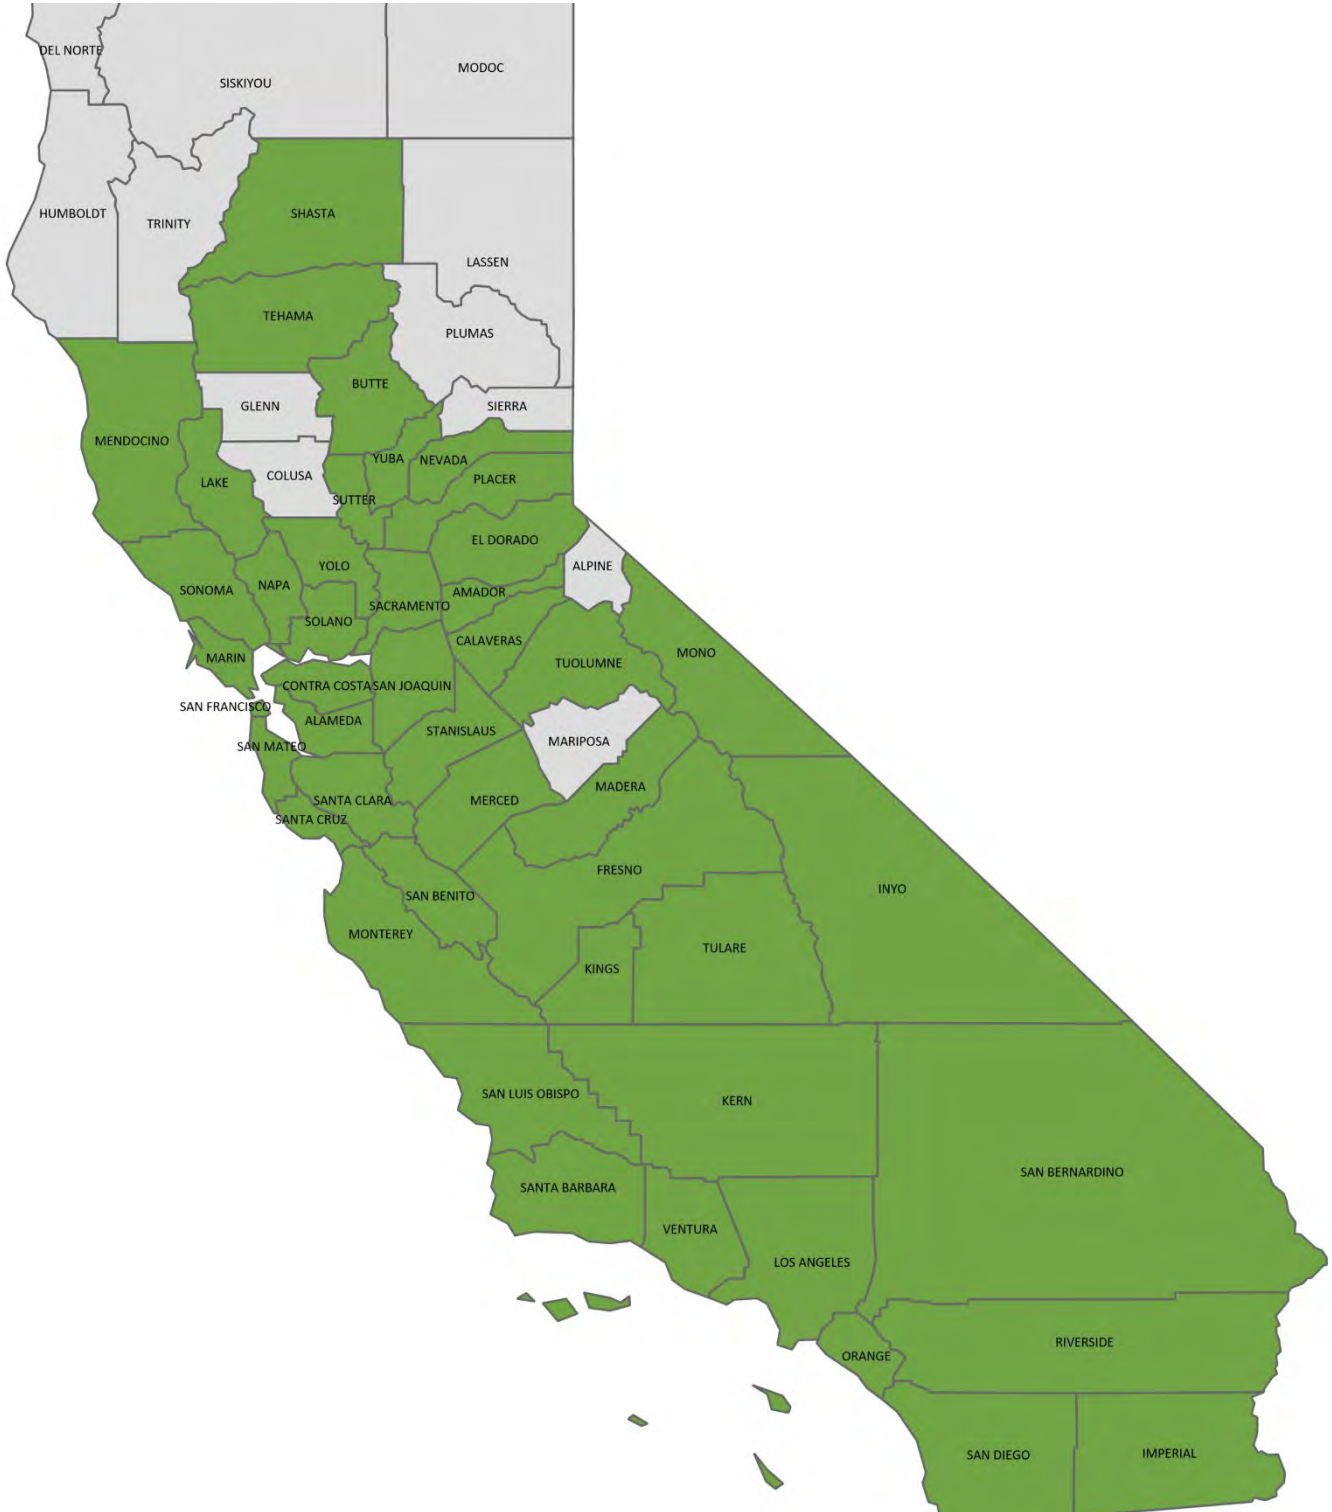 DEL NORTE
SISKIYOU
MODOC
HUMBOLDT
TRINITY
SHASTA
LASSEN
TEHAMA
PLUMAS
BUTTE
GLENN
SIERRA
MENDOCINO
YUBA
NEVADA
COLUSA
LAKE
PLACER
SUTTER
EL DORADO
YOLO
ALPINE
NAPA
SONOMA
AMADOR
SACRAMENTO
SOLANO
CALAVERAS
MONO
MARIN
TUOLUMNE
CONTRA COSTA
SAN JOAQUIN
SAN FRANCISCO
ALAMEDA
STANISLAUS
MARIPOSA
SAN MATEO
MADERA
SANTA CLARA
MERCED
SANTA CRUZ
FRESNO
INYO
SAN BENITO
MONTEREY
TULARE
KINGS
SAN LUIS OBISPO
KERN
SAN BERNARDINO
SANTA BARBARA
VENTURA
LOS ANGELES
RIVERSIDE
ORANGE
SAN DIEGO
IMPERIAL